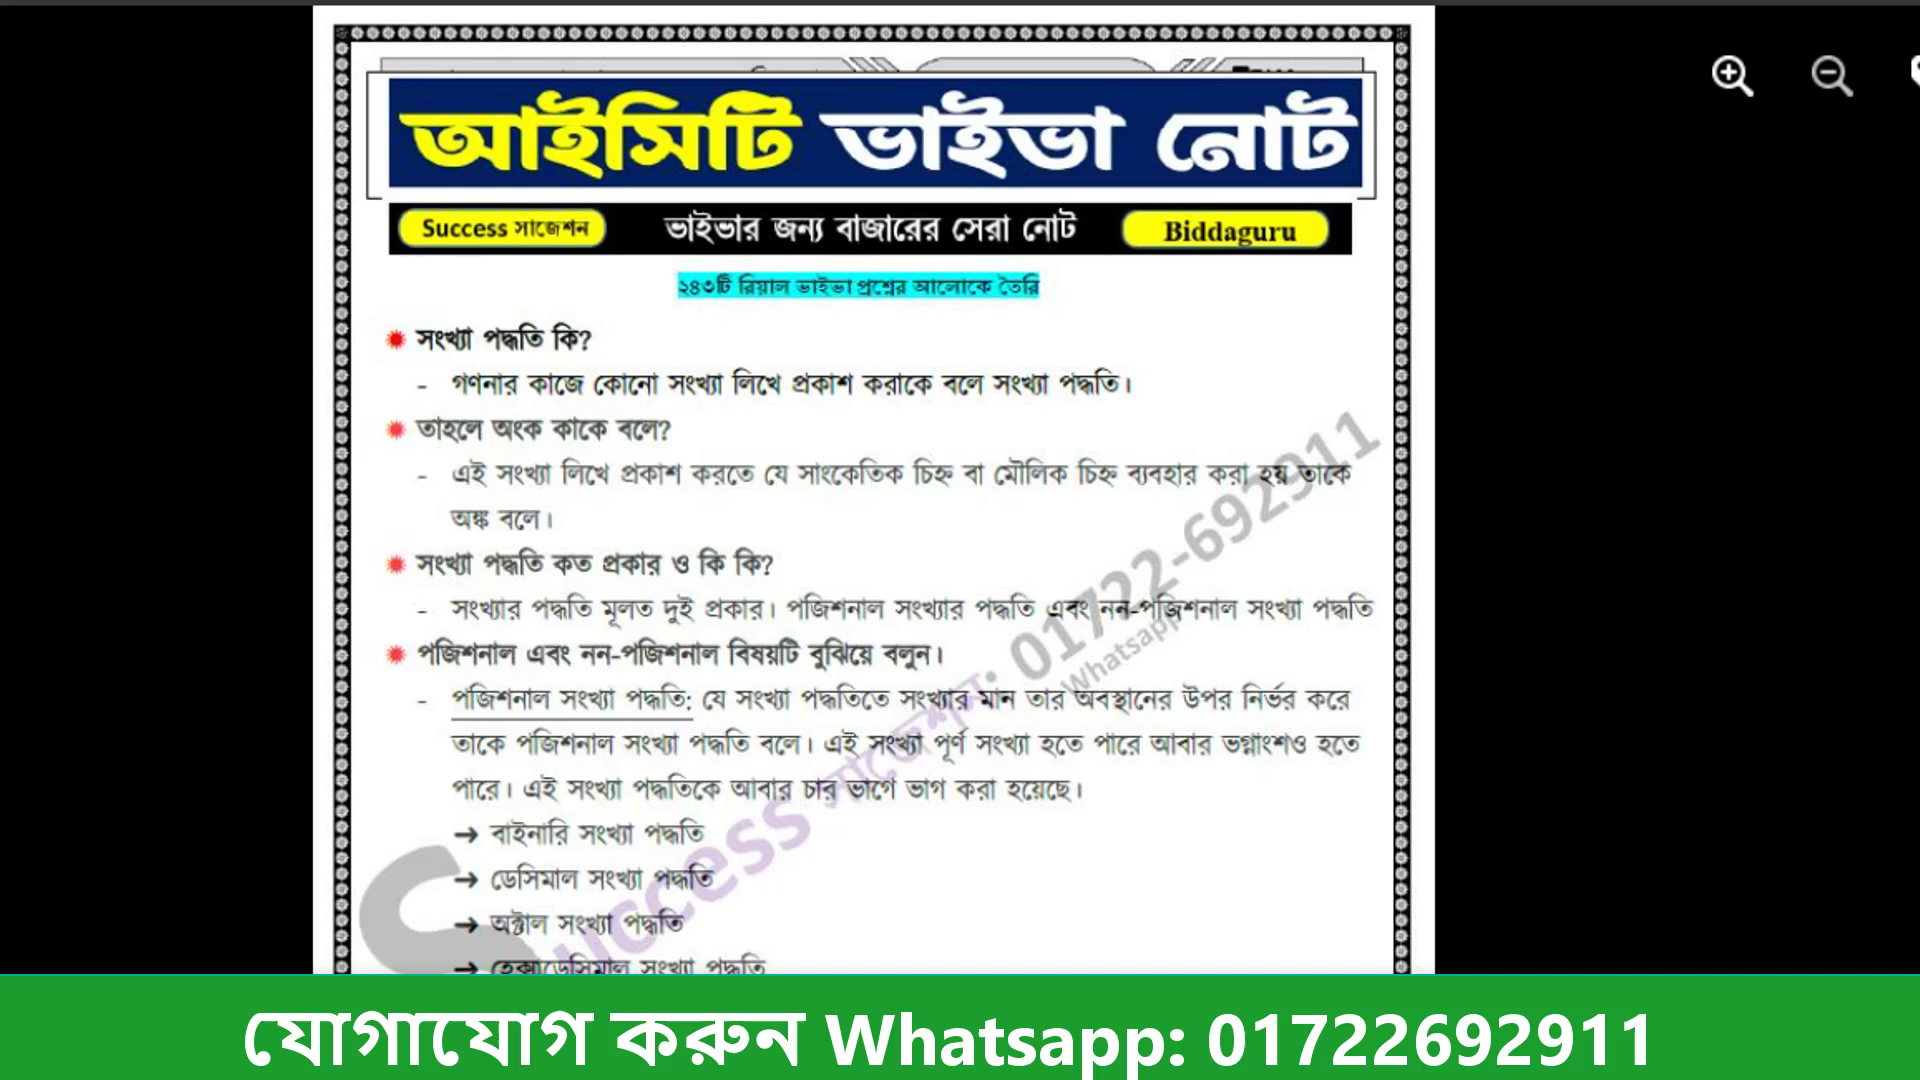 আইসিটি ভাইভা নোট
Success সাজেশন ভাইভার জন্য বাজারের সেরা নোট Biddaguru
২৪৩টি রিয়াল ভাইভা প্রশ্নের আলোকে তৈরি
সংখ্যা পদ্ধতি কি?
- গণনার কাজে কোনো সংখ্যা লিখে প্রকাশ করাকে বলে সংখ্যা পদ্ধতি।
তাহলে অংক কাকে বলে?
- এই সংখ্যা লিখে প্রকাশ করতে যে সাংকেতিক চিহ্ন বা মৌলিক চিহ্ন ব্যবহার করা হয় তাকে
অঙ্ক বলে।
সংখ্যা পদ্ধতি কত প্রকার ও কি কি?
- সংখ্যার পদ্ধতি মূলত দুই প্রকার। পজিশনাল সংখ্যার পদ্ধতি এবং নন-পজিশনাল সংখ্যা পদ্ধতি
পজিশনাল এবং নন-পজিশনাল বিষয়টি বুঝিয়ে বলুন।
- পজিশনাল সংখ্যা পদ্ধতি: যে সংখ্যা পদ্ধতিতে সংখ্যার মান তার অবস্থানের উপর নির্ভর করে
তাকে পজিশনাল সংখ্যা পদ্ধতি বলে। এই সংখ্যা পূর্ণ সংখ্যা হতে পারে আবার ভগ্নাংশও হতে
পারে। এই সংখ্যা পদ্ধতিকে আবার চার ভাগে ভাগ করা হয়েছে।
→ বাইনারি সংখ্যা পদ্ধতি
→ ডেসিমাল সংখ্যা পদ্ধতি
→ অক্টাল সংখ্যা পদ্ধতি
→ হেক্সাডেসিমাল সংখ্যা পদ্ধতি
Success সাজেশন: 01722-692911
Whatsapp
যোগাযোগ করুন Whatsapp: 01722692911